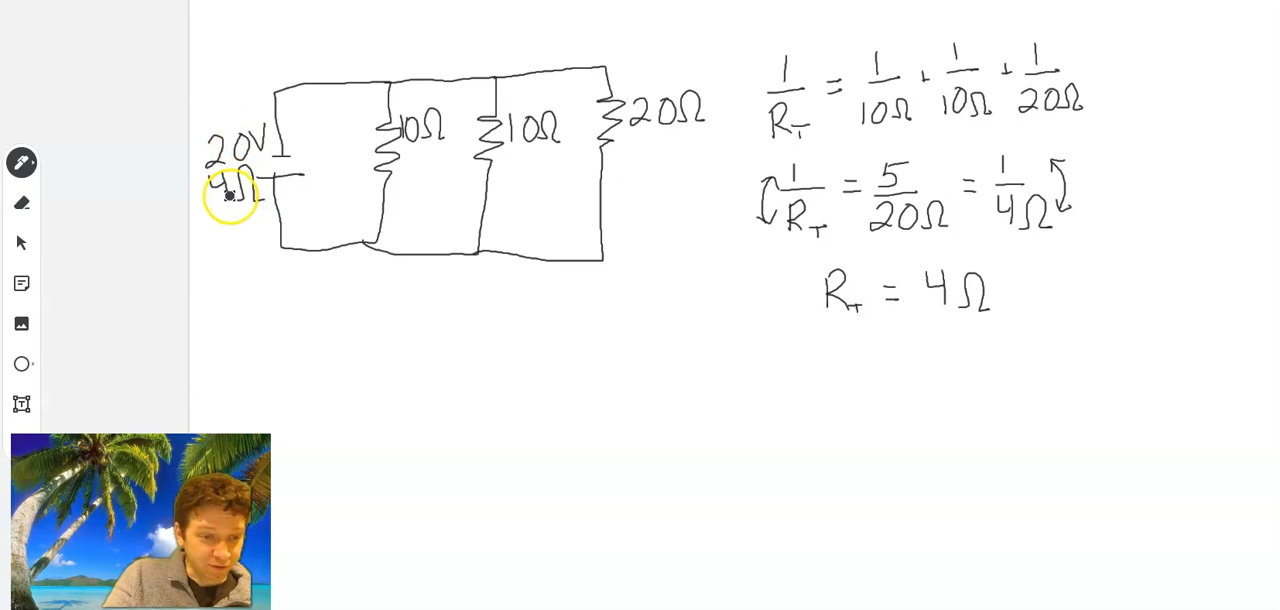 20V
4Ω
10Ω
10Ω
20Ω
1/R_T = 1/10Ω + 1/10Ω + 1/20Ω
1/R_T = 5/20Ω = 1/4Ω
R_T = 4Ω
T